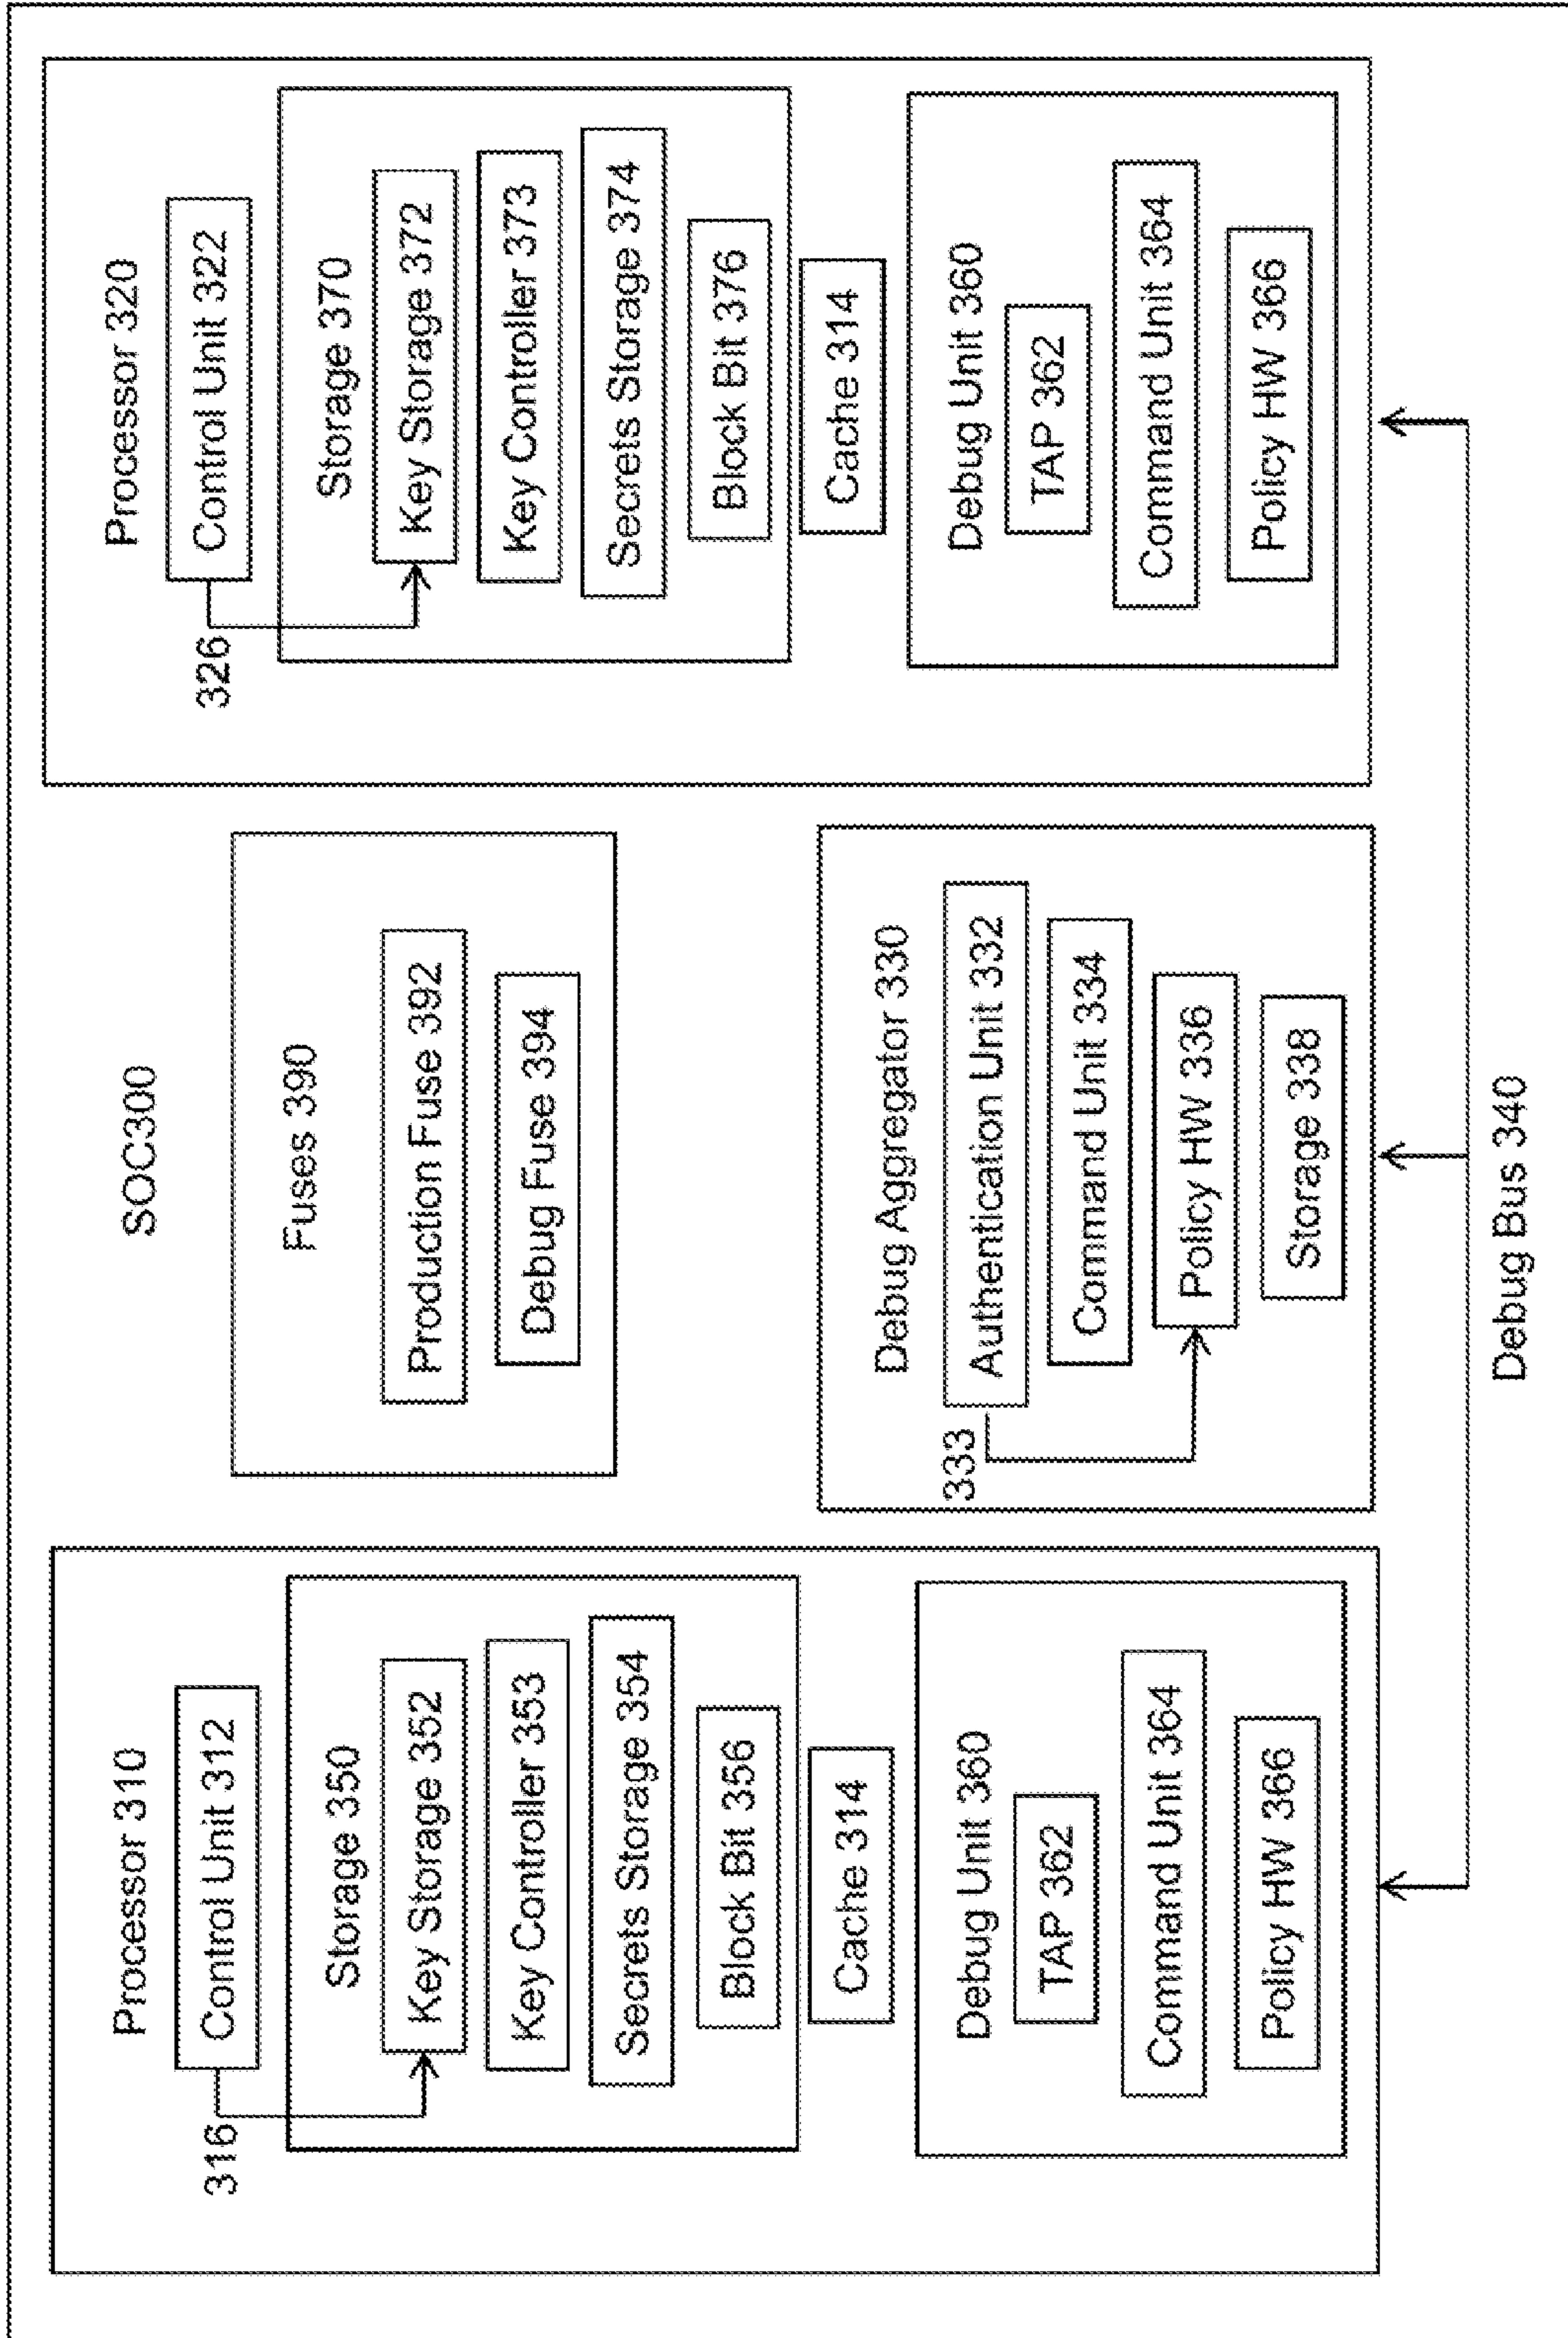 SOC300
Processor 310
Control Unit 312
316
Storage 350
Key Storage 352
Key Controller 353
Secrets Storage 354
Block Bit 356
Cache 314
Debug Unit 360
TAP 362
Command Unit 364
Policy HW 366
Fuses 390
Production Fuse 392
Debug Fuse 394
Debug Aggregator 330
Authentication Unit 332
333
Command Unit 334
Policy HW 336
Storage 338
Processor 320
Control Unit 322
326
Storage 370
Key Storage 372
Key Controller 373
Secrets Storage 374
Block Bit 376
Cache 314
Debug Unit 360
TAP 362
Command Unit 364
Policy HW 366
Debug Bus 340